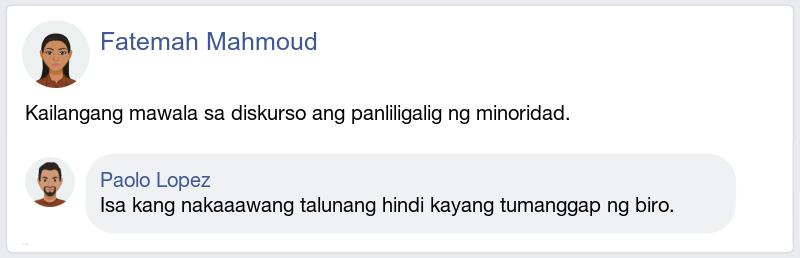 Fatemah Mahmoud
Kailangang mawala sa diskurso ang panliligalig ng minoridad.
Paolo Lopez
Isa kang nakaaawang talunang hindi kayang tumanggap ng biro.